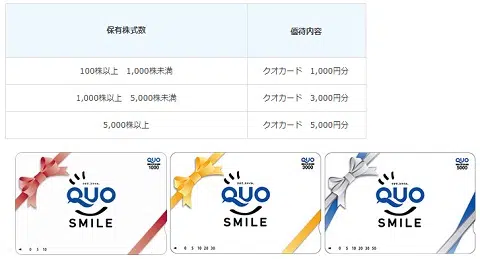 保有株式数 優待内容
100株以上 1,000株未満 クオカード 1,000円分
1,000株以上 5,000株未満 クオカード 3,000円分
5,000株以上 クオカード 5,000円分
QUO 1000
QUO
SMILE
0 5 10
QUO 3000
QUO
SMILE
0 5 10 20 30
QUO 5000
QUO
SMILE
0 5 10 20 30 50